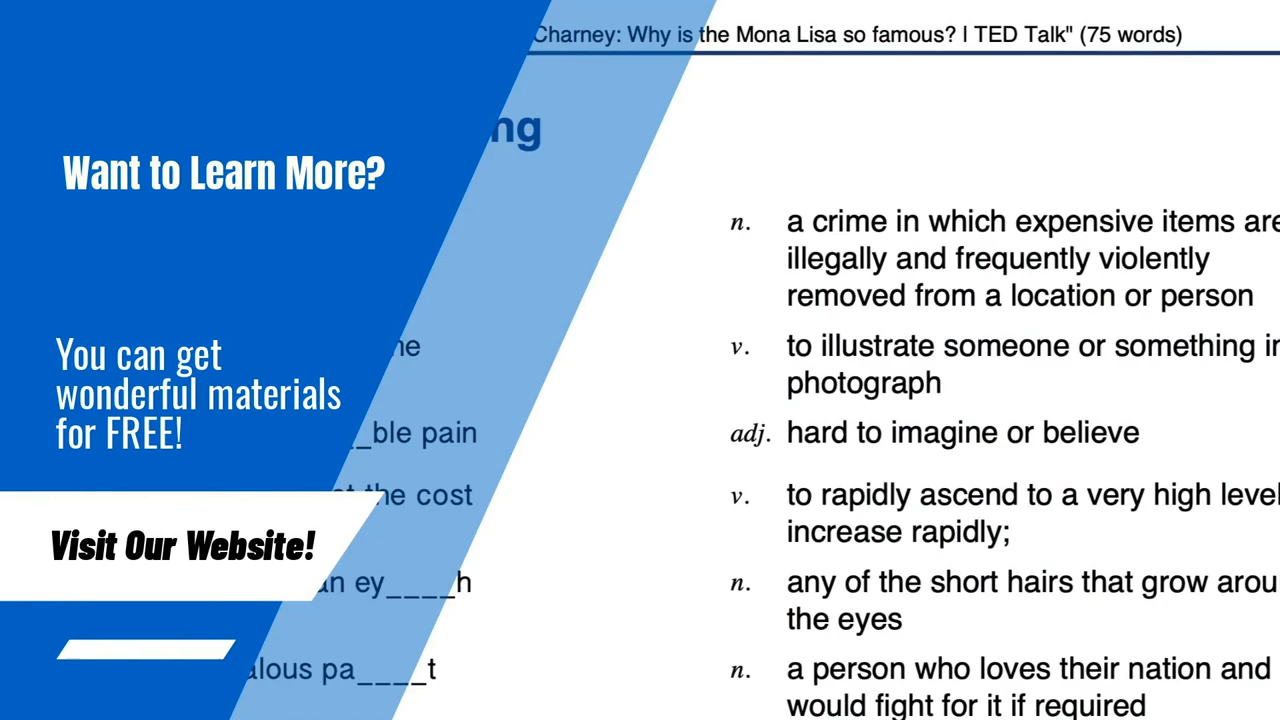 Charney: Why is the Mona Lisa so famous? | TED Talk" (75 words)
ng
Want to Learn More?
You can get
wonderful materials
for FREE!
Visit Our Website!
ne
_ble pain
the cost
an ey____h
alous pa____t
n. a crime in which expensive items are
illegally and frequently violently
removed from a location or person
v. to illustrate someone or something in
photograph
adj. hard to imagine or believe
v. to rapidly ascend to a very high level
increase rapidly;
n. any of the short hairs that grow arou
the eyes
n. a person who loves their nation and
would fight for it if required